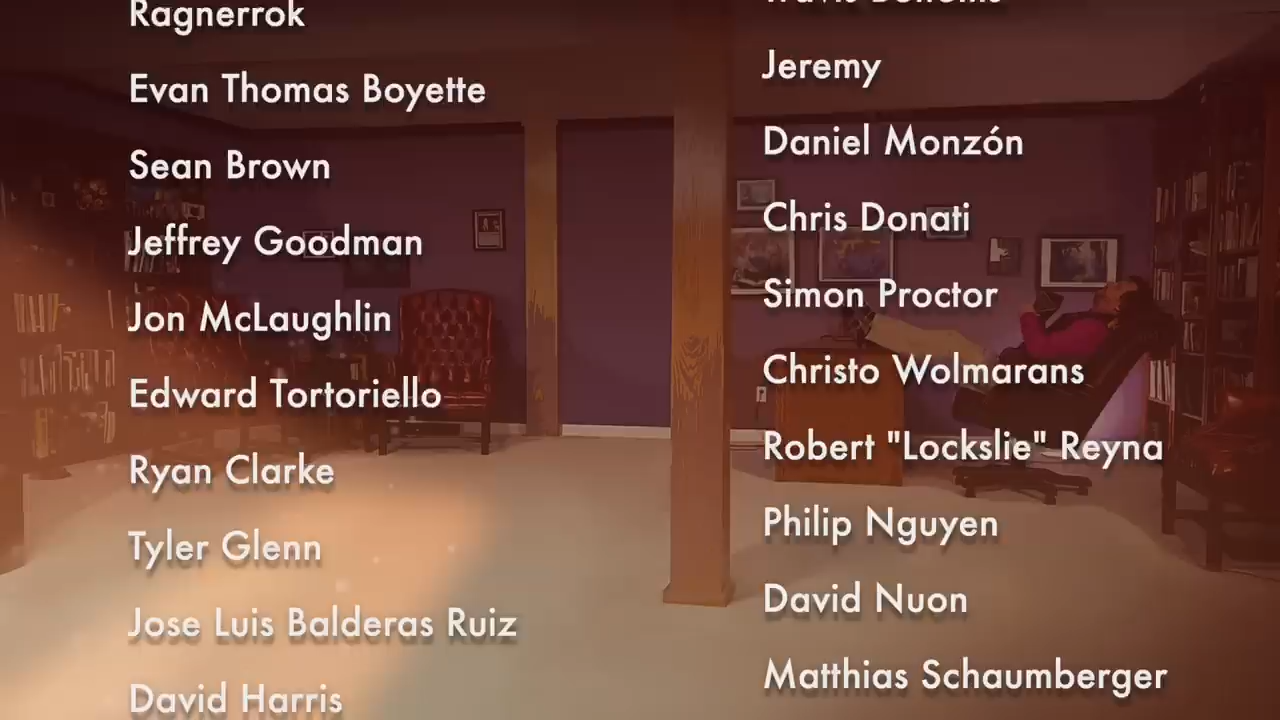 Ragnerrok
Evan Thomas Boyette
Sean Brown
Jeffrey Goodman
Jon McLaughlin
Edward Tortoriello
Ryan Clarke
Tyler Glenn
Jose Luis Balderas Ruiz
David Harris
Jeremy
Daniel Monzón
Chris Donati
Simon Proctor
Christo Wolmarans
Robert "Lockslie" Reyna
Philip Nguyen
David Nuon
Matthias Schaumberger